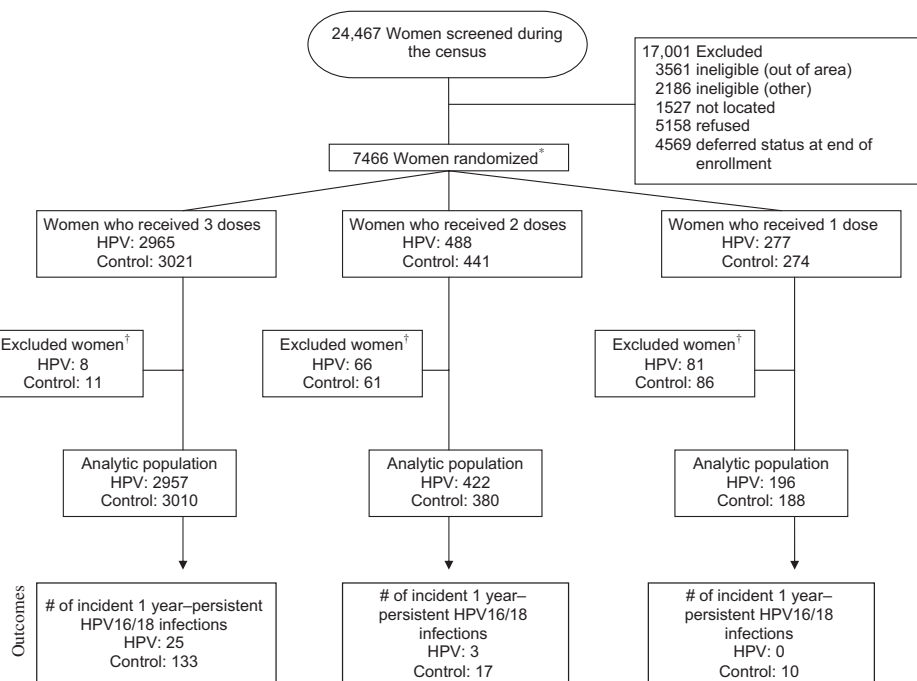 24,467 Women screened during
the census
17,001 Excluded
3561 ineligible (out of area)
2186 ineligible (other)
1527 not located
5158 refused
4569 deferred status at end of
enrollment
7466 Women randomized*
Women who received 3 doses
HPV: 2965
Control: 3021
Women who received 2 doses
HPV: 488
Control: 441
Women who received 1 dose
HPV: 277
Control: 274
Excluded women†
HPV: 8
Control: 11
Excluded women†
HPV: 66
Control: 61
Excluded women†
HPV: 81
Control: 86
Analytic population
HPV: 2957
Control: 3010
Analytic population
HPV: 422
Control: 380
Analytic population
HPV: 196
Control: 188
Outcomes
# of incident 1 year–persistent
HPV16/18 infections
HPV: 25
Control: 133
# of incident 1 year–
persistent HPV16/18
infections
HPV: 3
Control: 17
# of incident 1 year–
persistent HPV16/18
infections
HPV: 0
Control: 10